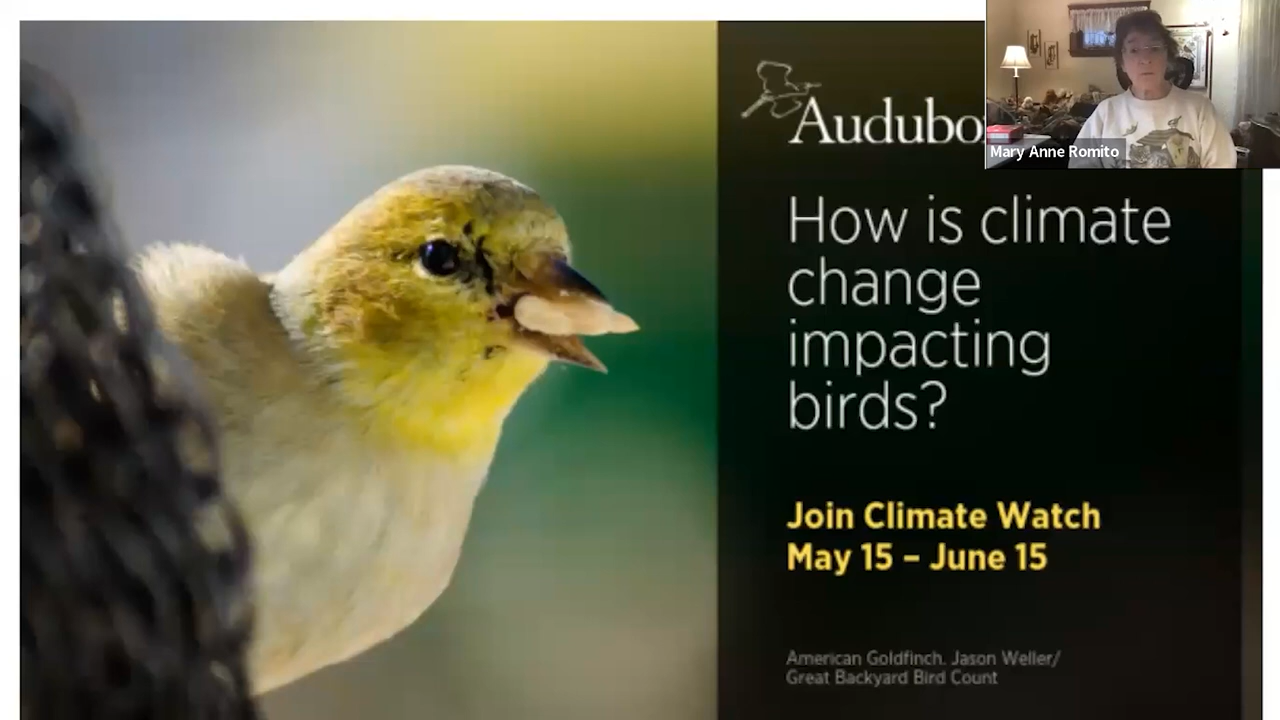 Audubo
Mary Anne Romito
How is climate
change
impacting
birds?
Join Climate Watch
May 15 – June 15
American Goldfinch. Jason Weller/
Great Backyard Bird Count